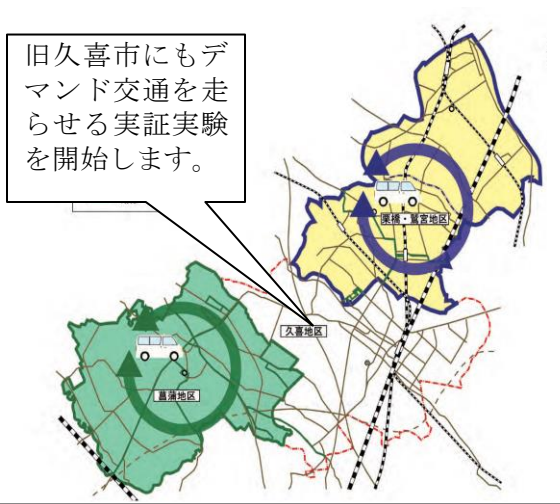 旧久喜市にもデ
マンド交通を走
らせる実証実験
を開始します。
栗橋・鷲宮地区
久喜地区
菖蒲地区